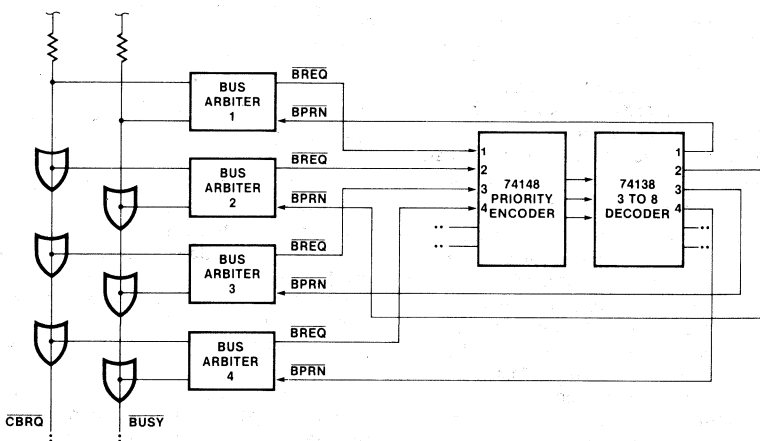 BUS ARBITER 1
BREQ
BPRN
BUS ARBITER 2
BREQ
BPRN
BUS ARBITER 3
BREQ
BPRN
BUS ARBITER 4
BREQ
BPRN
74148 PRIORITY ENCODER
1
2
3
4
74138 3 TO 8 DECODER
1
2
3
4
CBRQ
BUSY